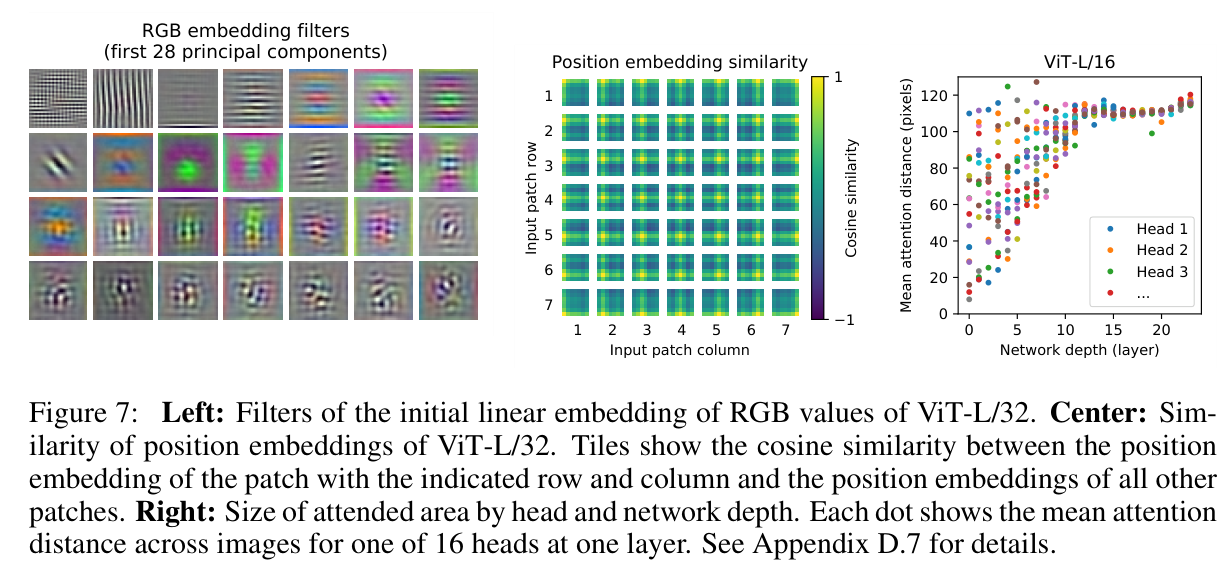 RGB embedding filters
(first 28 principal components)
Position embedding similarity
1
2
3
4
5
6
7
Input patch row
1 2 3 4 5 6 7
Input patch column
1
−1
Cosine similarity
ViT-L/16
Mean attention distance (pixels)
120
100
80
60
40
20
0
Head 1
Head 2
Head 3
...
0 5 10 15 20
Network depth (layer)
Figure 7: Left: Filters of the initial linear embedding of RGB values of ViT-L/32. Center: Sim-
ilarity of position embeddings of ViT-L/32. Tiles show the cosine similarity between the position
embedding of the patch with the indicated row and column and the position embeddings of all other
patches. Right: Size of attended area by head and network depth. Each dot shows the mean attention
distance across images for one of 16 heads at one layer. See Appendix D.7 for details.